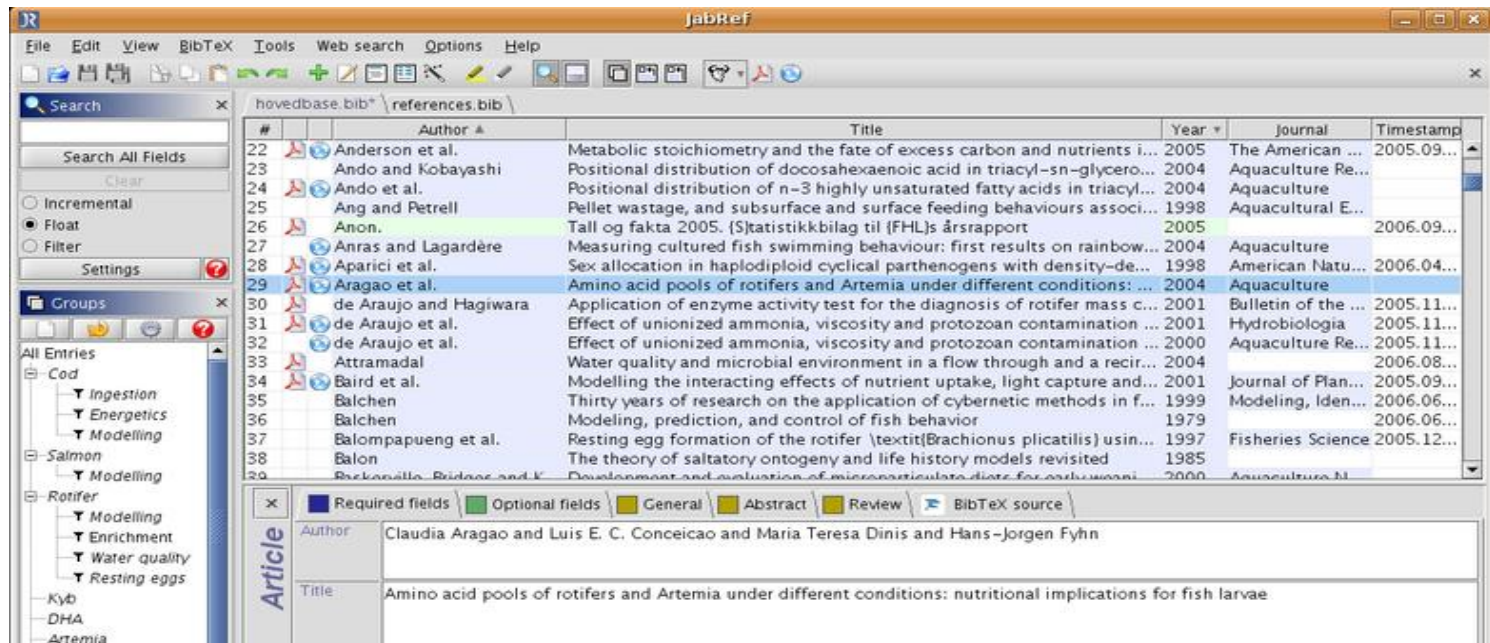 JabRef
File Edit View BibTeX Tools Web search Options Help
Search
Search All Fields
Clear
Incremental
Float
Filter
Settings
Groups
All Entries
Cod
Ingestion
Energetics
Modelling
Salmon
Modelling
Rotifer
Modelling
Enrichment
Water quality
Resting eggs
Kyb
DHA
Artemia
hovedbase.bib* references.bib
# Author Title Year Journal Timestamp
22 Anderson et al. Metabolic stoichiometry and the fate of excess carbon and nutrients i... 2005 The American ... 2005.09...
23 Ando and Kobayashi Positional distribution of docosahexaenoic acid in triacyl-sn-glycero... 2004 Aquaculture Re...
24 Ando et al. Positional distribution of n-3 highly unsaturated fatty acids in triacyl... 2004 Aquaculture
25 Ang and Petrell Pellet wastage, and subsurface and surface feeding behaviours associ... 1998 Aquacultural E...
26 Anon. Tall og fakta 2005. {S}tatistikkbilag til {FHL}s årsrapport 2005 2006.09...
27 Anras and Lagardère Measuring cultured fish swimming behaviour: first results on rainbow... 2004 Aquaculture
28 Aparici et al. Sex allocation in haplodiploid cyclical parthenogens with density-de... 1998 American Natu... 2006.04...
29 Aragao et al. Amino acid pools of rotifers and Artemia under different conditions: ... 2004 Aquaculture
30 de Araujo and Hagiwara Application of enzyme activity test for the diagnosis of rotifer mass c... 2001 Bulletin of the ... 2005.11...
31 de Araujo et al. Effect of unionized ammonia, viscosity and protozoan contamination ... 2001 Hydrobiologia 2005.11...
32 de Araujo et al. Effect of unionized ammonia, viscosity and protozoan contamination ... 2000 Aquaculture Re... 2005.11...
33 Attramadal Water quality and microbial environment in a flow through and a recir... 2004 2006.08...
34 Baird et al. Modelling the interacting effects of nutrient uptake, light capture and... 2001 Journal of Plan... 2005.09...
35 Balchen Thirty years of research on the application of cybernetic methods in f... 1999 Modeling, Iden... 2006.06...
36 Balchen Modeling, prediction, and control of fish behavior 1979 2006.06...
37 Balompapueng et al. Resting egg formation of the rotifer \textit{Brachionus plicatilis} usin... 1997 Fisheries Science 2005.12...
38 Balon The theory of saltatory ontogeny and life history models revisited 1985
Required fields Optional fields General Abstract Review BibTeX source
Article
Author Claudia Aragao and Luis E. C. Conceicao and Maria Teresa Dinis and Hans-Jorgen Fyhn
Title Amino acid pools of rotifers and Artemia under different conditions: nutritional implications for fish larvae